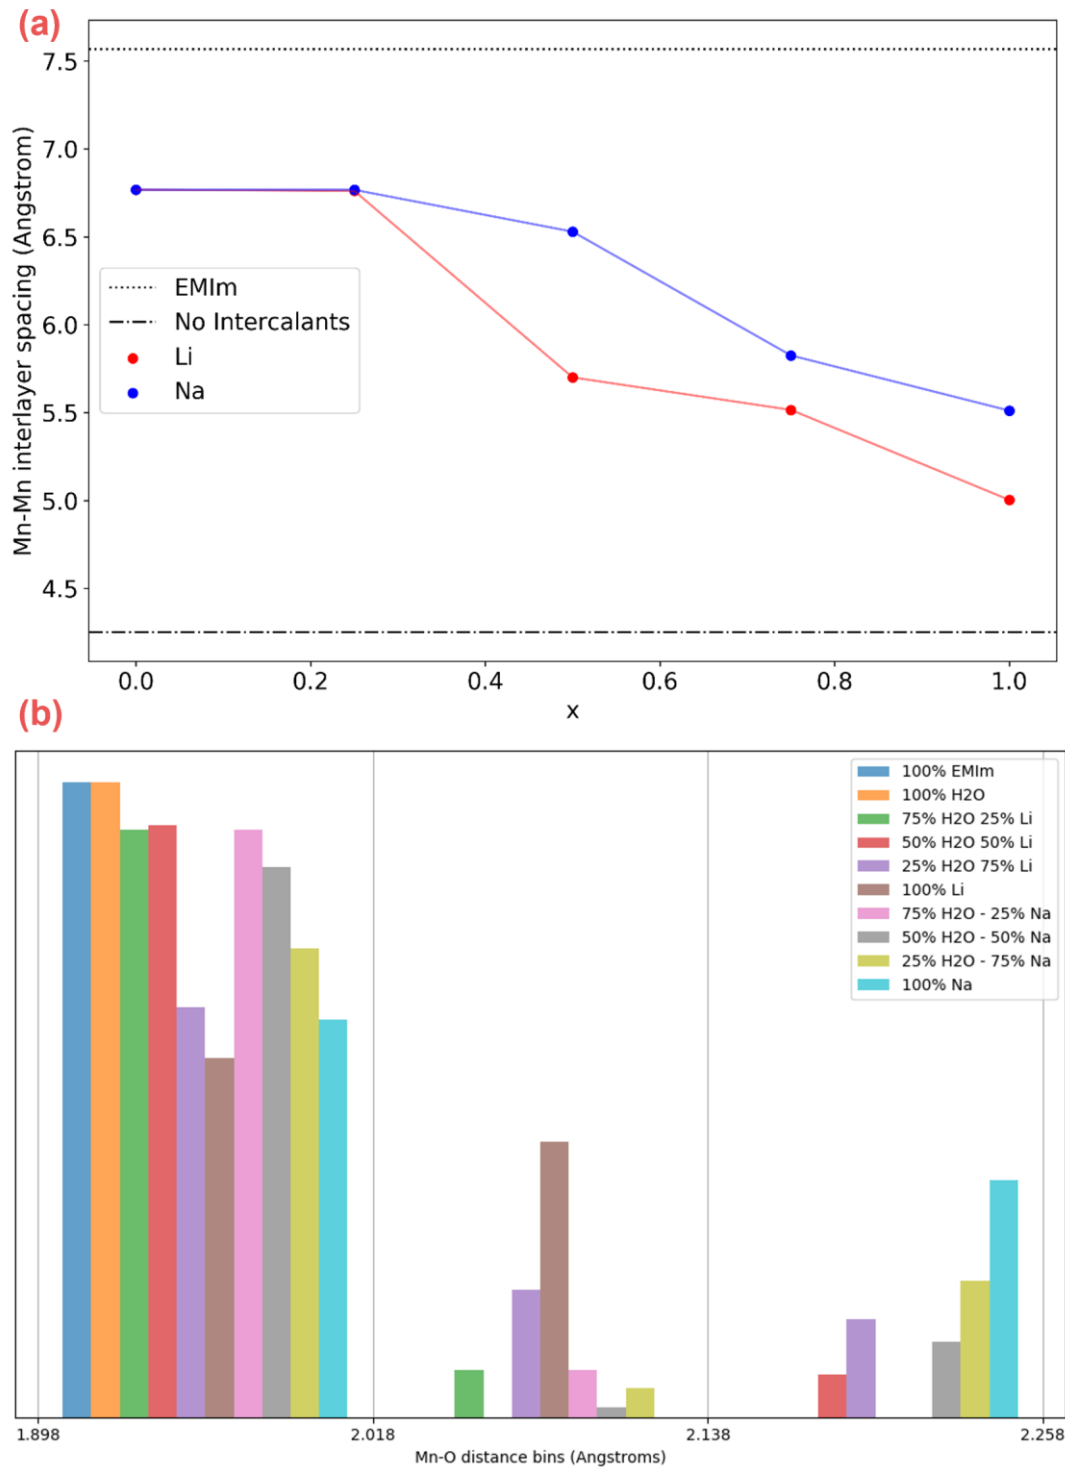 (a)
7.5
7.0
6.5
6.0
5.5
5.0
4.5
Mn-Mn interlayer spacing (Angstrom)
EMIm
No Intercalants
Li
Na
0.0 0.2 0.4 0.6 0.8 1.0
x
(b)
100% EMIm
100% H2O
75% H2O 25% Li
50% H2O 50% Li
25% H2O 75% Li
100% Li
75% H2O - 25% Na
50% H2O - 50% Na
25% H2O - 75% Na
100% Na
1.898 2.018 2.138 2.258
Mn-O distance bins (Angstroms)